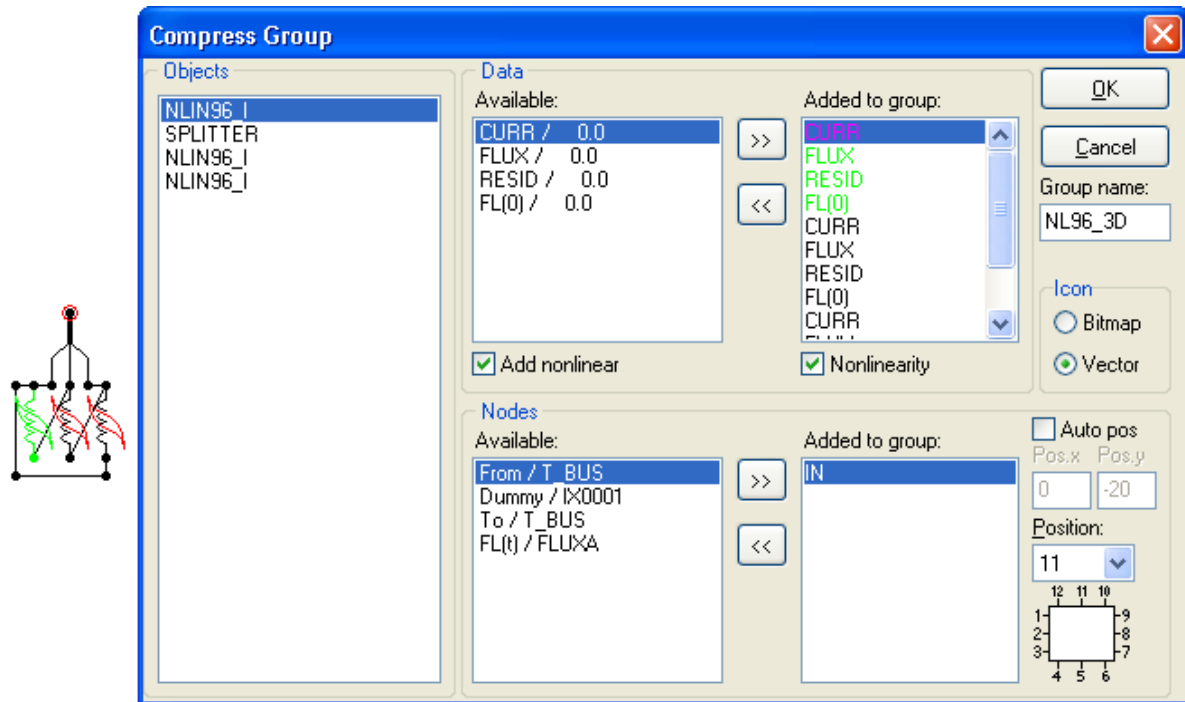 Compress Group
Objects
NLIN96_I
SPLITTER
NLIN96_I
NLIN96_I
Data
Available:
CURR / 0.0
FLUX / 0.0
RESID / 0.0
FL(0) / 0.0
Add nonlinear
>>
<<
Added to group:
CURR
FLUX
RESID
FL(0)
CURR
FLUX
RESID
FL(0)
CURR
Nonlinearity
OK
Cancel
Group name:
NL96_3D
Icon
Bitmap
Vector
Nodes
Available:
From / T_BUS
Dummy / IX0001
To / T_BUS
FL(t) / FLUXA
>>
<<
Added to group:
IN
Auto pos
Pos.x Pos.y
0 -20
Position:
11
12 11 10
1 9
2 8
3 7
4 5 6